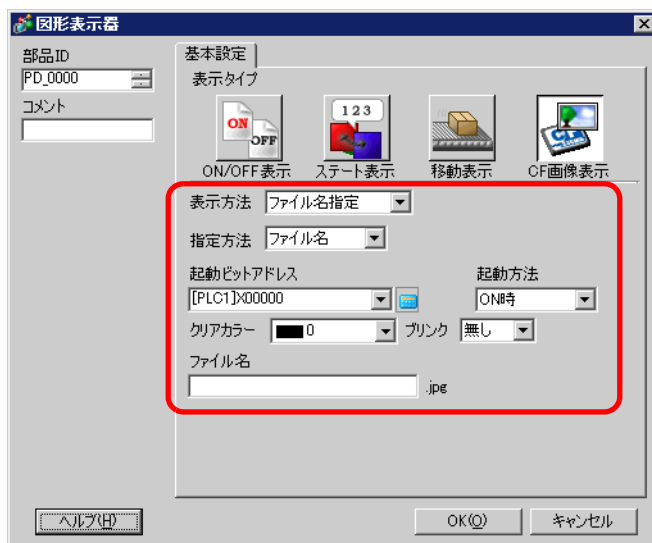 図形表示器
部品ID
PD_0000
コメント
基本設定
表示タイプ
ON
OFF
123
ON/OFF表示 ステート表示 移動表示 CF画像表示
表示方法 ファイル名指定
指定方法 ファイル名
起動ビットアドレス 起動方法
[PLC1]X00000 ON時
クリアカラー 0 ブリンク 無し
ファイル名
.jpg
ヘルプ(H) OK(O) キャンセル